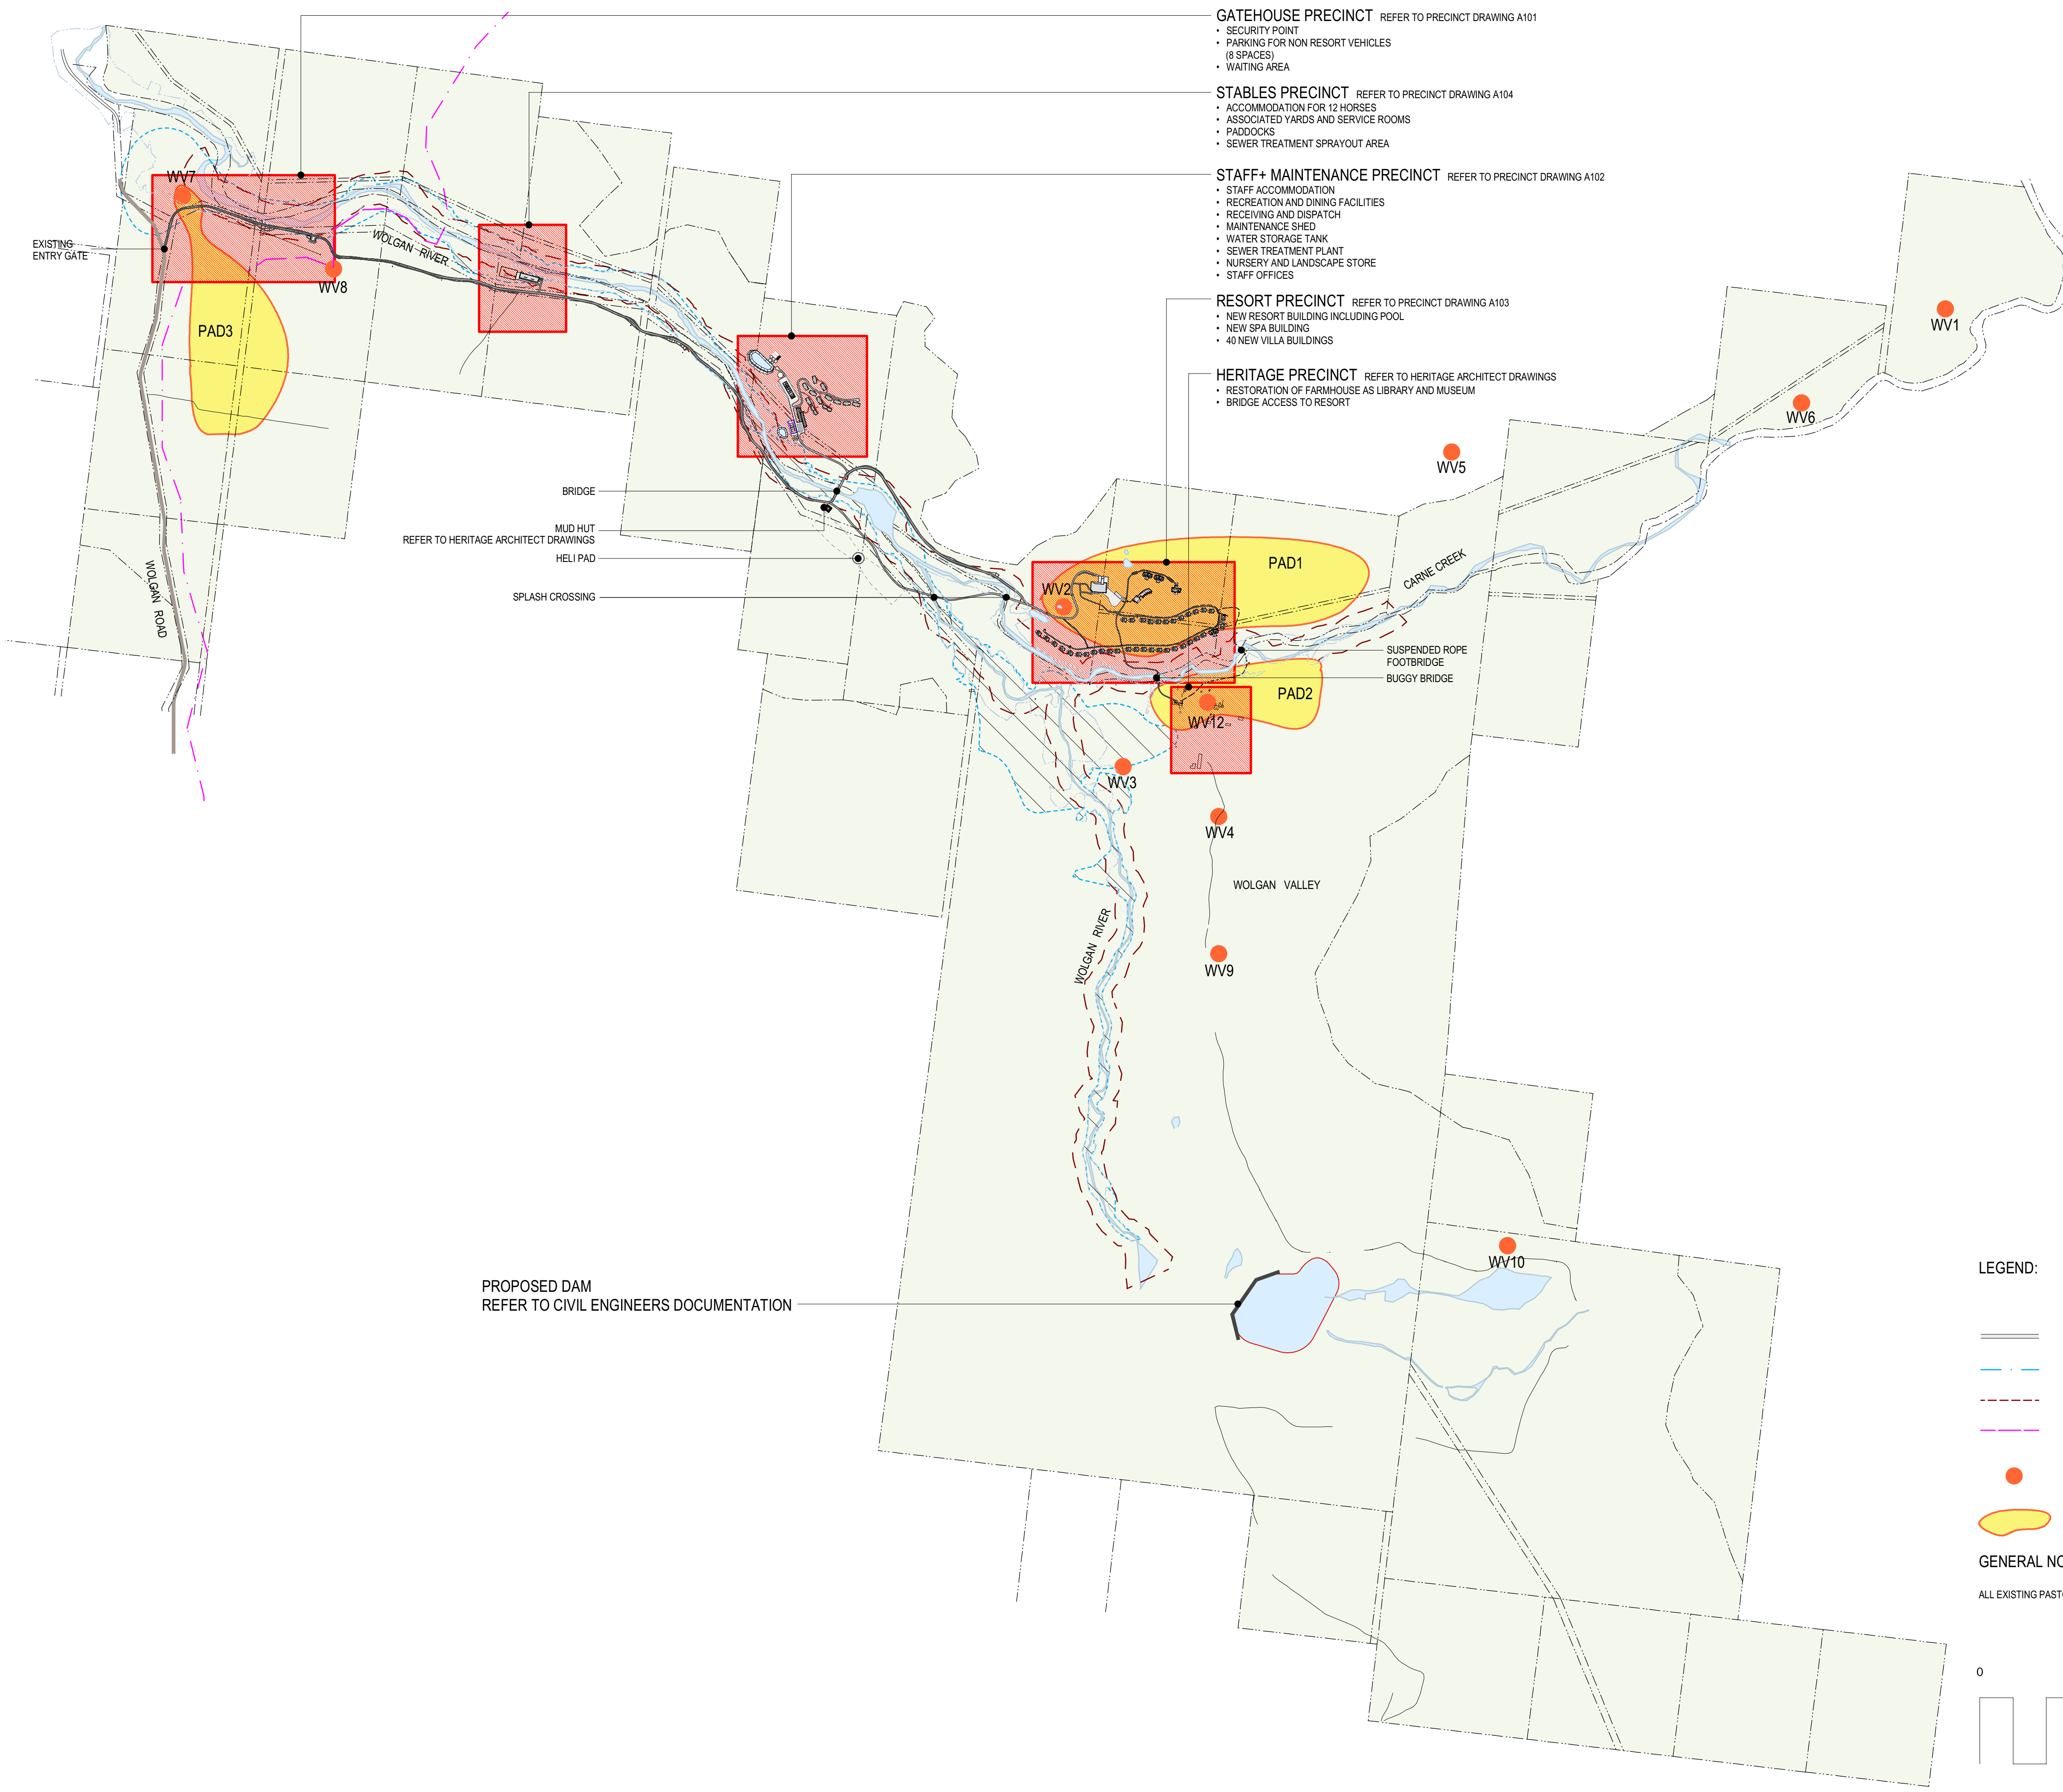 GATEHOUSE PRECINCT REFER TO PRECINCT DRAWING A101
• SECURITY POINT
• PARKING FOR NON RESORT VEHICLES
(8 SPACES)
• WAITING AREA
STABLES PRECINCT REFER TO PRECINCT DRAWING A104
• ACCOMMODATION FOR 12 HORSES
• ASSOCIATED YARDS AND SERVICE ROOMS
• PADDOCKS
• SEWER TREATMENT SPRAYOUT AREA
STAFF+ MAINTENANCE PRECINCT REFER TO PRECINCT DRAWING A102
• STAFF ACCOMMODATION
• RECREATION AND DINING FACILITIES
• RECEIVING AND DISPATCH
• MAINTENANCE SHED
• WATER STORAGE TANK
• SEWER TREATMENT PLANT
• NURSERY AND LANDSCAPE STORE
• STAFF OFFICES
RESORT PRECINCT REFER TO PRECINCT DRAWING A103
• NEW RESORT BUILDING INCLUDING POOL
• NEW SPA BUILDING
• 40 NEW VILLA BUILDINGS
HERITAGE PRECINCT REFER TO HERITAGE ARCHITECT DRAWINGS
• RESTORATION OF FARMHOUSE AS LIBRARY AND MUSEUM
• BRIDGE ACCESS TO RESORT
WV7
EXISTING
ENTRY GATE
WOLGAN RIVER
WV8
PAD3
WV1
WV6
WV5
BRIDGE
MUD HUT
REFER TO HERITAGE ARCHITECT DRAWINGS
HELI PAD
SPLASH CROSSING
WOLGAN ROAD
PAD1
CARNE CREEK
WV2
SUSPENDED ROPE
FOOTBRIDGE
BUGGY BRIDGE
PAD2
WV12
WV3
WV4
WOLGAN VALLEY
WOLGAN RIVER
WV9
WV10
PROPOSED DAM
REFER TO CIVIL ENGINEERS DOCUMENTATION
LEGEND:
GENERAL NO
ALL EXISTING PAST
0